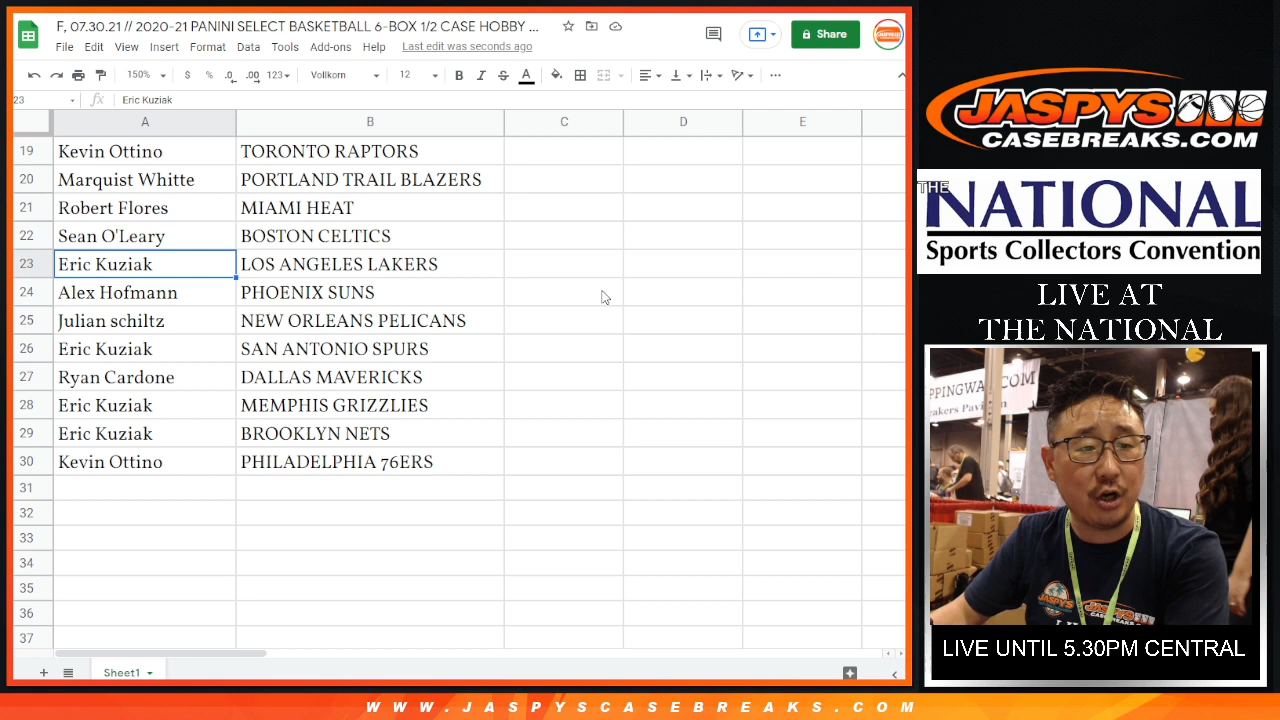 F, 07.30.21 // 2020-21 PANINI SELECT BASKETBALL 6-BOX 1/2 CASE HOBBY ...
File Edit View Insert Format Data Tools Add-ons Help Last edit was seconds ago
Share
150% $ % .0 .00 123 Vollkorn 12 B I S A
23 fx Eric Kuziak
A B C D E
19 Kevin Ottino TORONTO RAPTORS
20 Marquist Whitte PORTLAND TRAIL BLAZERS
21 Robert Flores MIAMI HEAT
22 Sean O'Leary BOSTON CELTICS
23 Eric Kuziak LOS ANGELES LAKERS
24 Alex Hofmann PHOENIX SUNS
25 Julian schiltz NEW ORLEANS PELICANS
26 Eric Kuziak SAN ANTONIO SPURS
27 Ryan Cardone DALLAS MAVERICKS
28 Eric Kuziak MEMPHIS GRIZZLIES
29 Eric Kuziak BROOKLYN NETS
30 Kevin Ottino PHILADELPHIA 76ERS
31
32
33
34
35
36
37
Sheet1
JASPYS
CASEBREAKS.COM
THE
NATIONAL
Sports Collectors Convention
LIVE AT
THE NATIONAL
PPINGWAX.COM
eakers Pavilion
JASPYS
JASPYS
LIVE UNTIL 5.30PM CENTRAL
WWW.JASPYSCASEBREAKS.COM